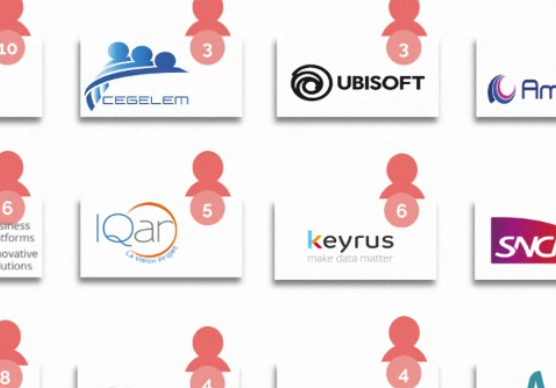 10
3
3
CEGELEM
UBISOFT
Am
6
5
6
siness
tforms
novative
lutions
IQar
La Vision Projet
keyrus
make data matter
SNC
8
4
4